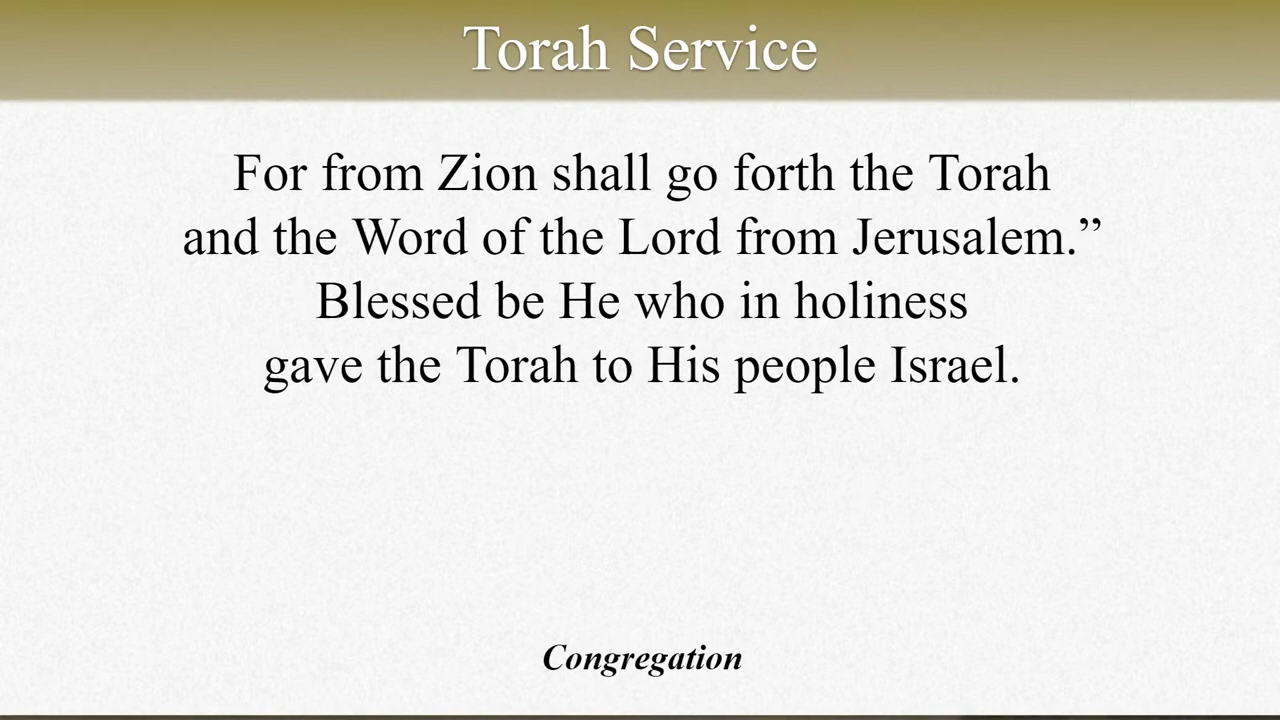 Torah Service
For from Zion shall go forth the Torah
and the Word of the Lord from Jerusalem.”
Blessed be He who in holiness
gave the Torah to His people Israel.
Congregation